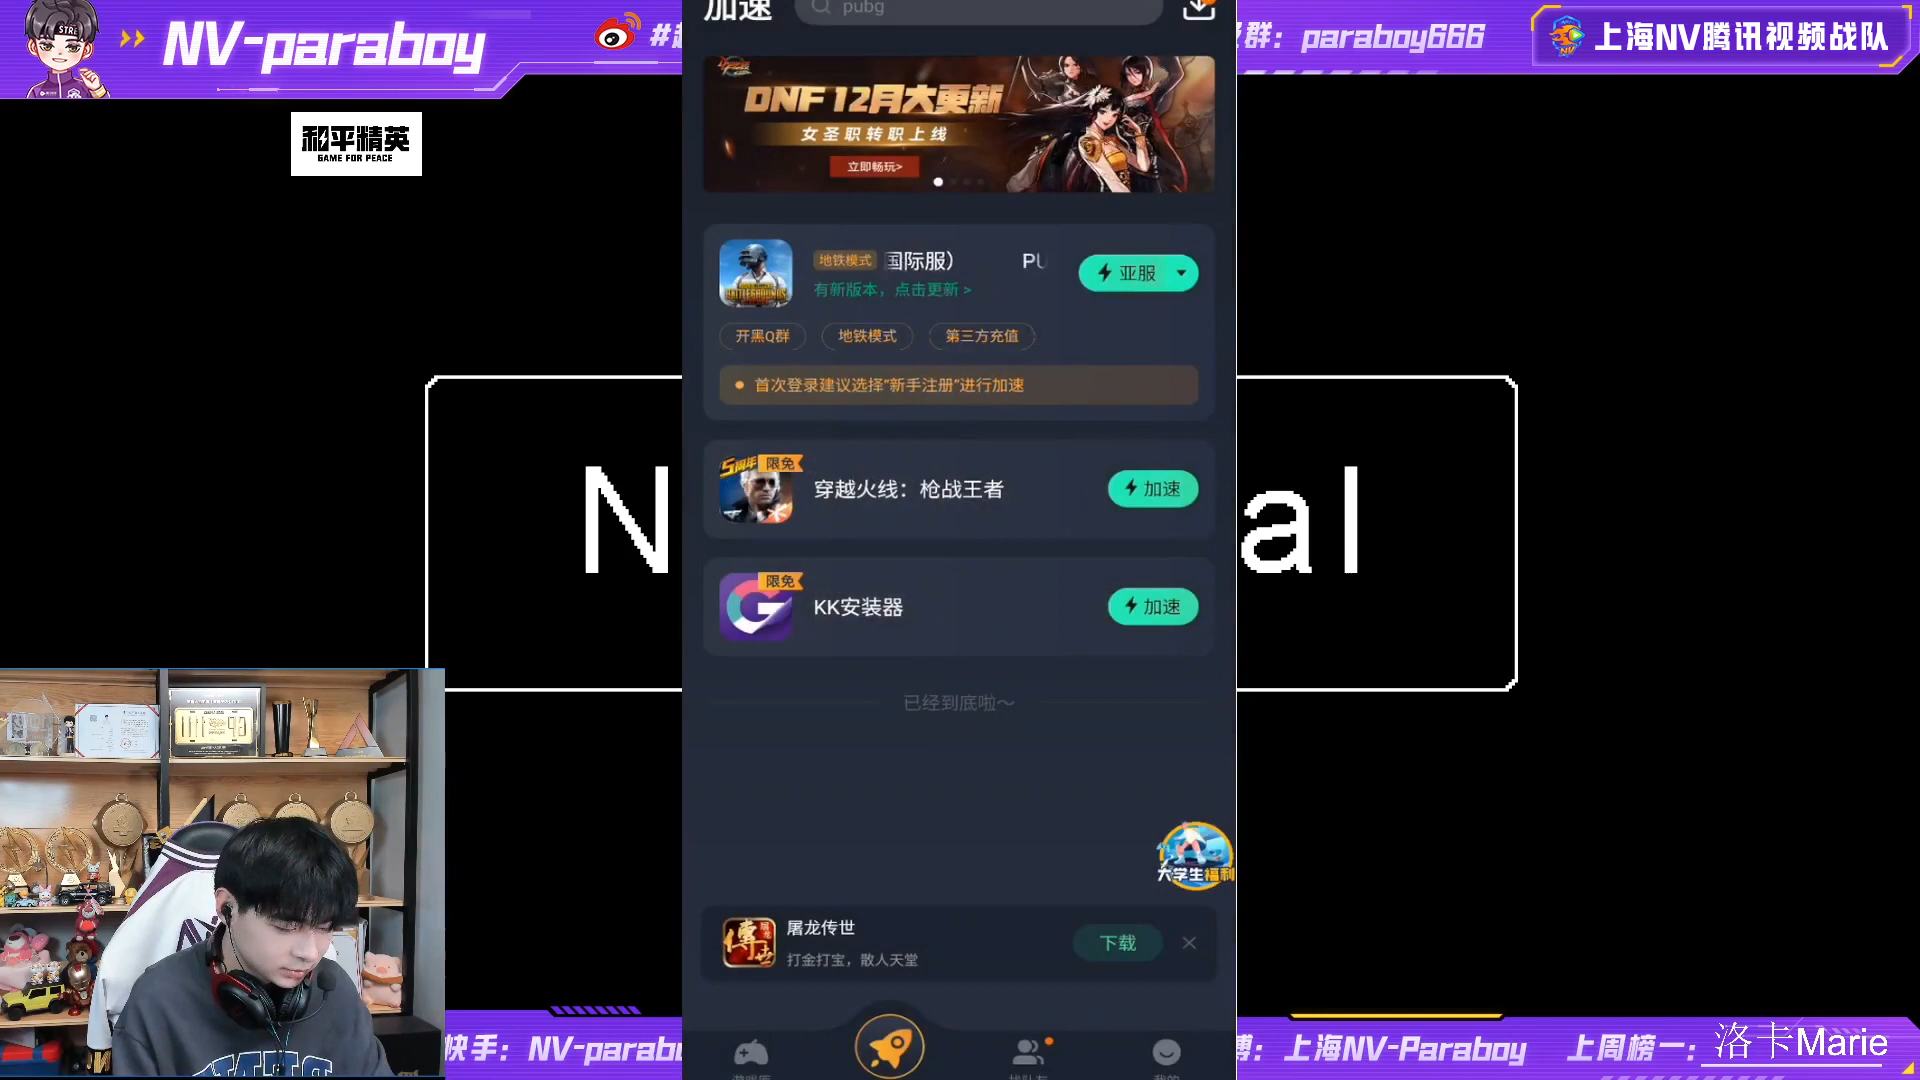 STRE
NV-paraboy
加速
pubg
群：paraboy666
上海NV腾讯视频战队
和平精英
GAME FOR PEACE
DNF 12月大更新
女圣职转职上线
立即畅玩>
地铁模式 国际服）
PU
亚服
有新版本，点击更新 >
开黑Q群
地铁模式
第三方充值
首次登录建议选择"新手注册"进行加速
5周年
限免
穿越火线：枪战王者
加速
限免
KK安装器
加速
N
al
已经到底啦～
大学生福利
屠龙传世
打金打宝，散人天堂
下载
快手：NV-parabo
博：上海NV-Paraboy
上周榜一：
洛卡Marie